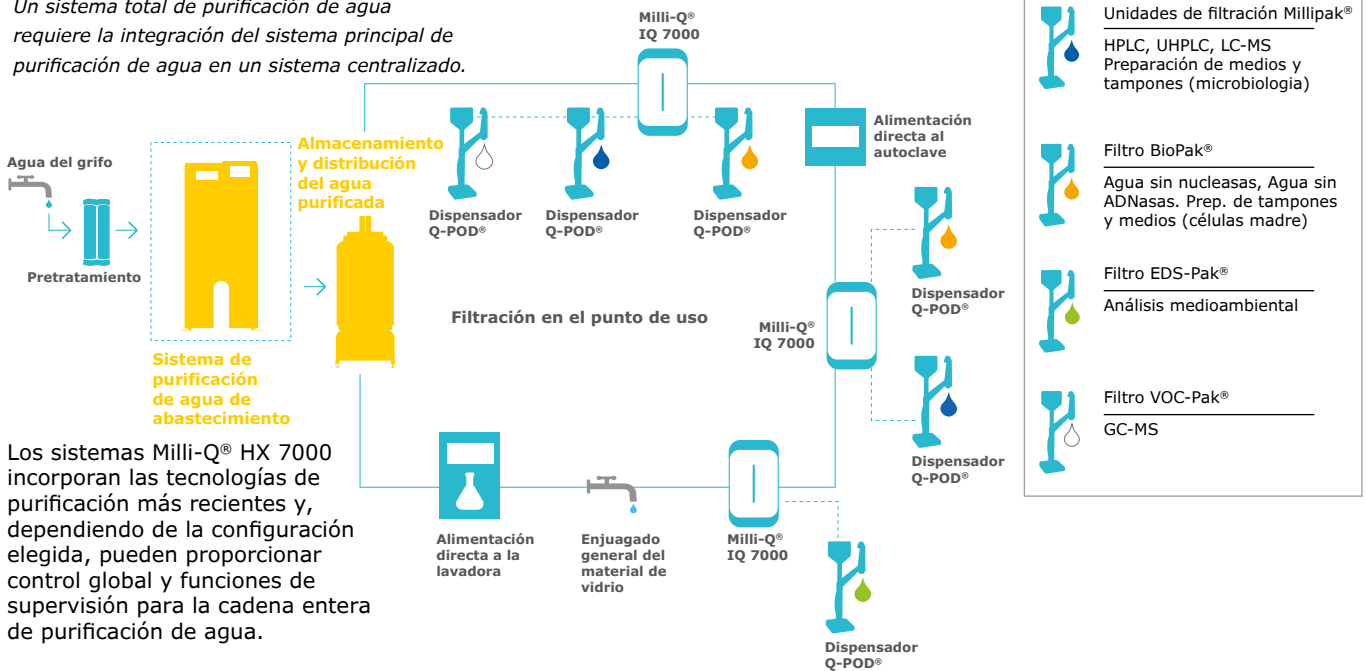 Un sistema total de purificación de agua
requiere la integración del sistema principal de
purificación de agua en un sistema centralizado.
Agua del grifo
Pretratamiento
Sistema de
purificación
de agua de
abastecimiento
Almacenamiento
y distribución
del agua
purificada
Milli-Q®
IQ 7000
Dispensador
Q-POD®
Dispensador
Q-POD®
Dispensador
Q-POD®
Alimentación
directa al
autoclave
Dispensador
Q-POD®
Filtración en el punto de uso
Milli-Q®
IQ 7000
Dispensador
Q-POD®
Alimentación
directa a la
lavadora
Enjuagado
general del
material de
vidrio
Milli-Q®
IQ 7000
Dispensador
Q-POD®
Los sistemas Milli-Q® HX 7000
incorporan las tecnologías de
purificación más recientes y,
dependiendo de la configuración
elegida, pueden proporcionar
control global y funciones de
supervisión para la cadena entera
de purificación de agua.
Unidades de filtración Millipak®
HPLC, UHPLC, LC-MS
Preparación de medios y
tampones (microbiologia)
Filtro BioPak®
Agua sin nucleasas, Agua sin
ADNasas. Prep. de tampones
y medios (células madre)
Filtro EDS-Pak®
Análisis medioambiental
Filtro VOC-Pak®
GC-MS